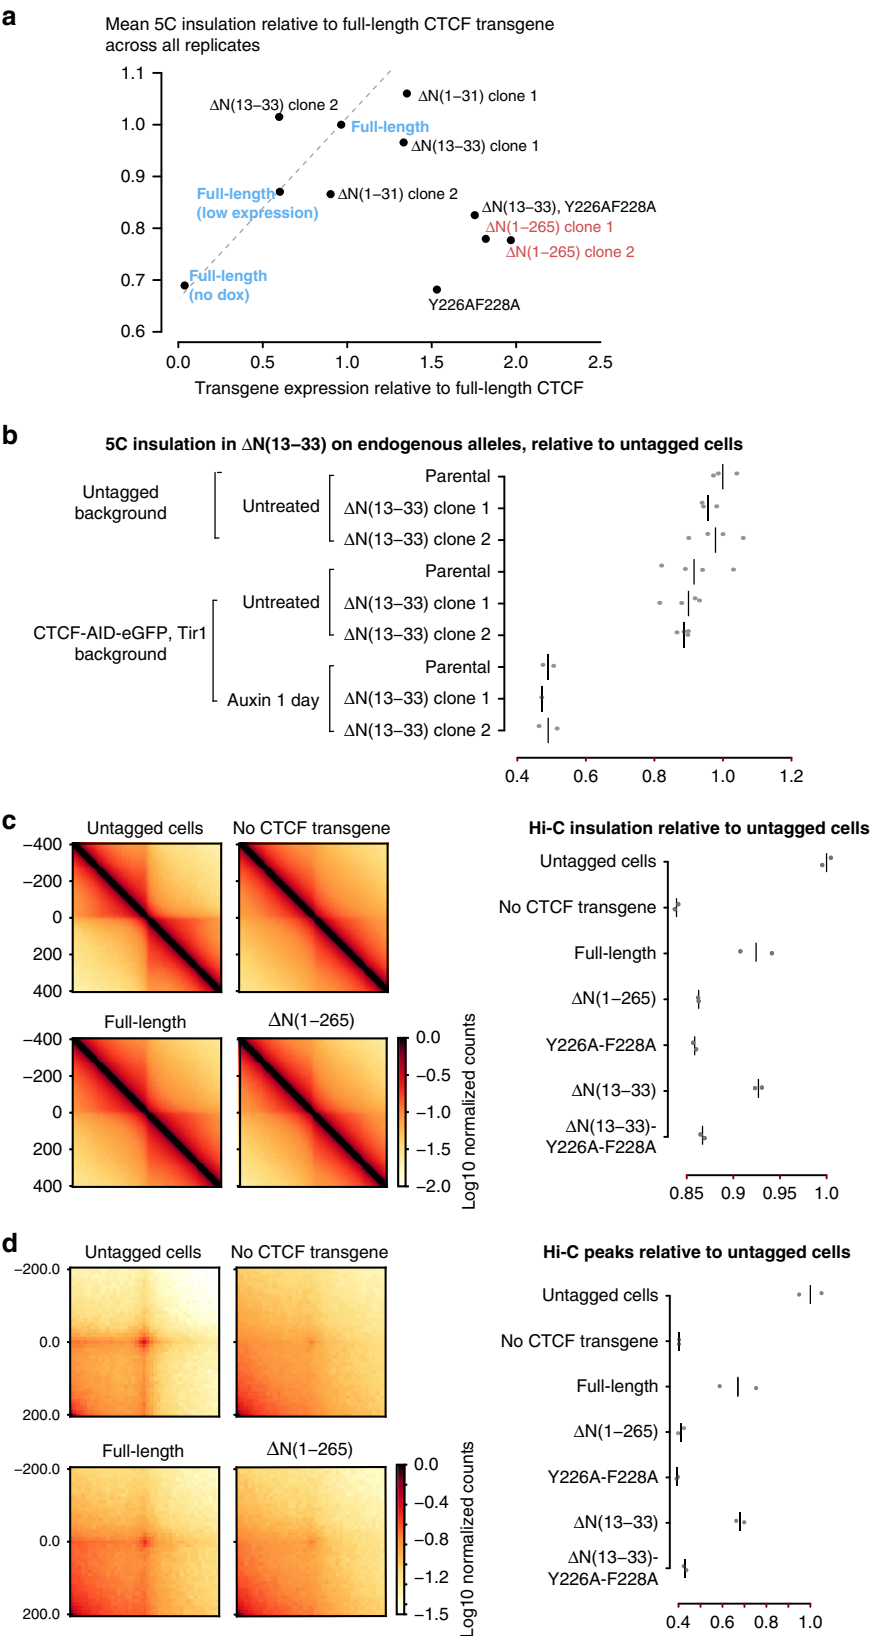 a
Mean 5C insulation relative to full-length CTCF transgene
across all replicates
1.1
1.0
0.9
0.8
0.7
0.6
ΔN(1–31) clone 1
ΔN(13–33) clone 2
Full-length
ΔN(13–33) clone 1
Full-length
(low expression)
ΔN(1–31) clone 2
ΔN(13–33), Y226AF228A
ΔN(1–265) clone 1
ΔN(1–265) clone 2
Full-length
(no dox)
Y226AF228A
0.0 0.5 1.0 1.5 2.0 2.5
Transgene expression relative to full-length CTCF
b
5C insulation in ΔN(13–33) on endogenous alleles, relative to untagged cells
Untagged
background
Untreated
Parental
ΔN(13–33) clone 1
ΔN(13–33) clone 2
CTCF-AID-eGFP, Tir1
background
Untreated
Parental
ΔN(13–33) clone 1
ΔN(13–33) clone 2
Auxin 1 day
Parental
ΔN(13–33) clone 1
ΔN(13–33) clone 2
0.4 0.6 0.8 1.0 1.2
c
Untagged cells
No CTCF transgene
−400
−200
0
200
400
Full-length
ΔN(1–265)
−400
−200
0
200
400
0.0
−0.5
−1.0
−1.5
−2.0
Log10 normalized counts
Hi-C insulation relative to untagged cells
Untagged cells
No CTCF transgene
Full-length
ΔN(1–265)
Y226A-F228A
ΔN(13–33)
ΔN(13–33)-
Y226A-F228A
0.85 0.9 0.95 1.0
d
Untagged cells
No CTCF transgene
−200.0
0.0
200.0
Full-length
ΔN(1–265)
−200.0
0.0
200.0
0.0
−0.4
−0.8
−1.2
−1.5
Log10 normalized counts
Hi-C peaks relative to untagged cells
Untagged cells
No CTCF transgene
Full-length
ΔN(1–265)
Y226A-F228A
ΔN(13–33)
ΔN(13–33)-
Y226A-F228A
0.4 0.6 0.8 1.0